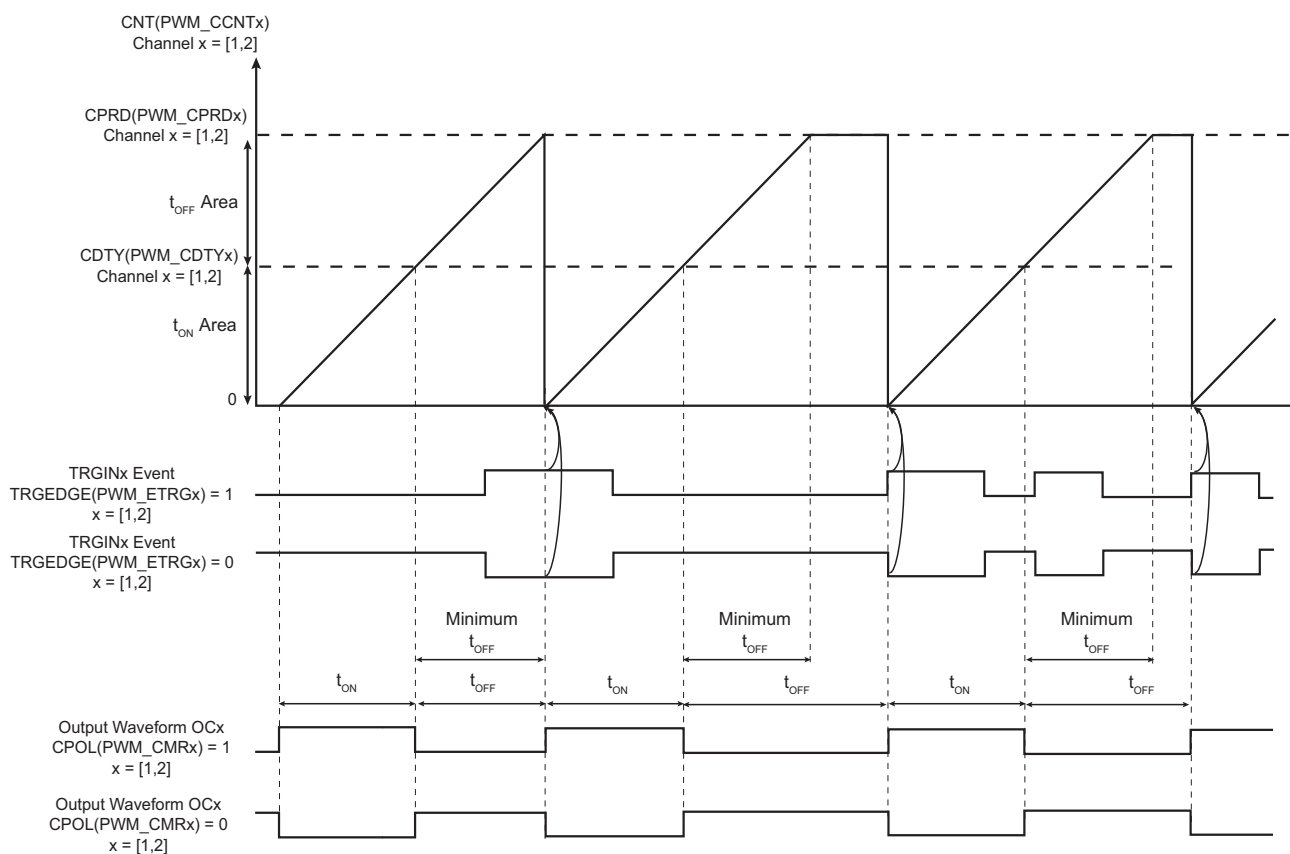 CNT(PWM_CCNTx)
Channel x = [1,2]
CPRD(PWM_CPRDx)
Channel x = [1,2]
tOFF Area
CDTY(PWM_CDTYx)
Channel x = [1,2]
tON Area
0
TRGINx Event
TRGEDGE(PWM_ETRGx) = 1
x = [1,2]
TRGINx Event
TRGEDGE(PWM_ETRGx) = 0
x = [1,2]
Minimum
tOFF
Minimum
tOFF
Minimum
tOFF
tON
tOFF
tON
tOFF
tON
tOFF
Output Waveform OCx
CPOL(PWM_CMRx) = 1
x = [1,2]
Output Waveform OCx
CPOL(PWM_CMRx) = 0
x = [1,2]